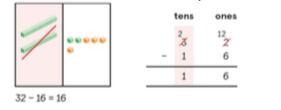 tens ones
2 12
3 2
- 1 6
1 6
32 - 16 = 16